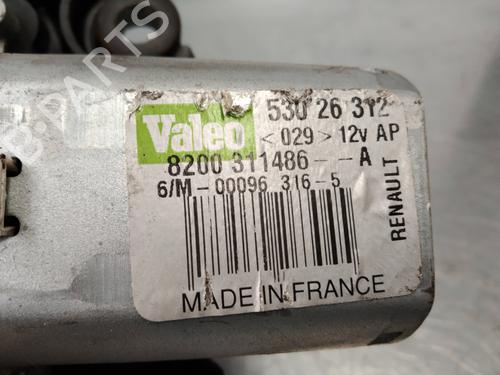 Valeo
530 26 312
< 029 > 12v AP
8200 311486--A
6/M-00096 316-5
RENAULT
MADE IN FRANCE
B-PARTS